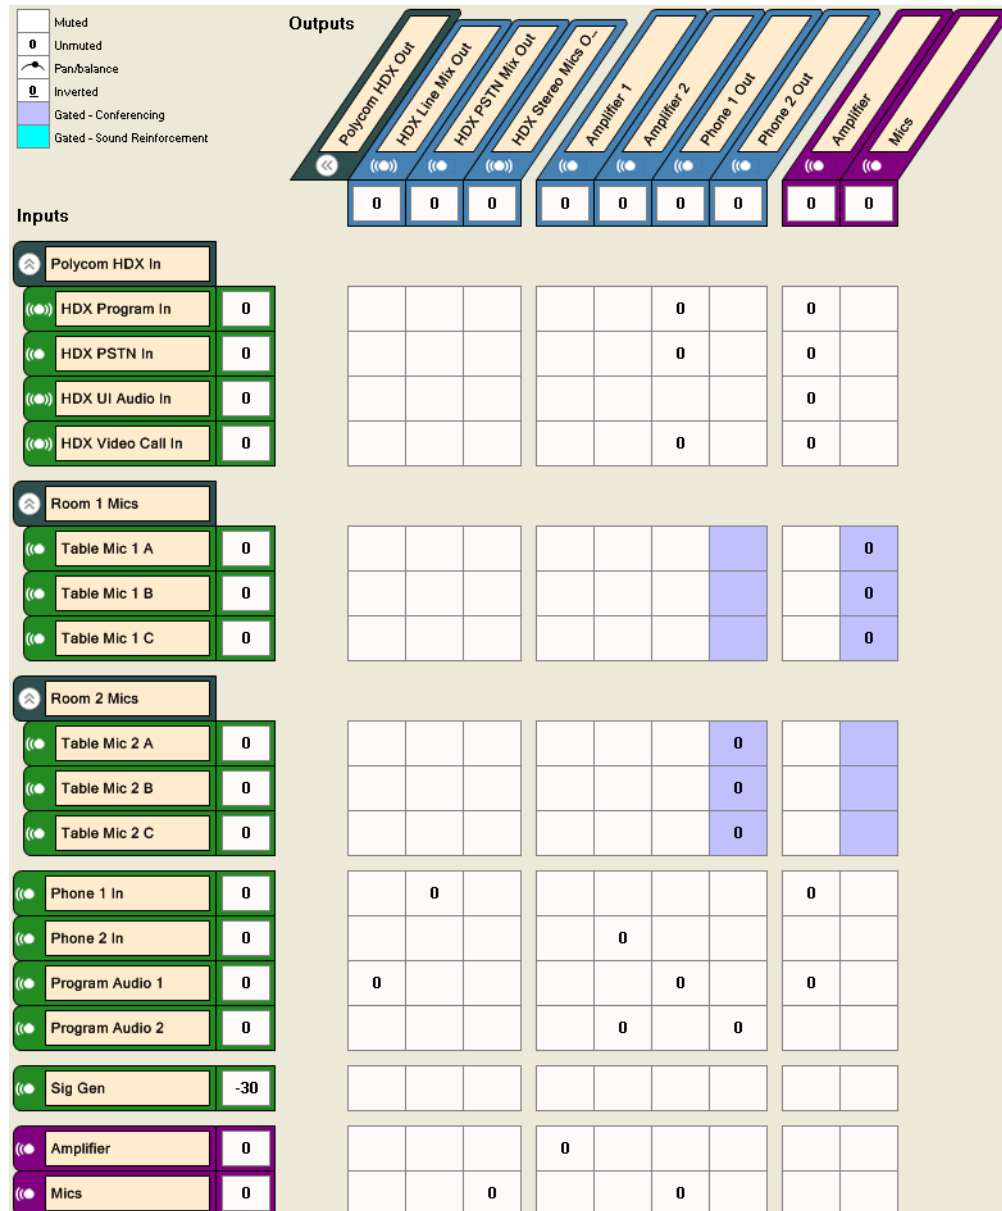 Muted
0 Unmuted
Pan/balance
0 Inverted
Gated - Conferencing
Gated - Sound Reinforcement
Outputs
Polycom HDX Out
HDX Line Mix Out
HDX PSTN Mix Out
HDX Stereo Mics O...
Amplifier 1
Amplifier 2
Phone 1 Out
Phone 2 Out
Amplifier
Mics
0 0 0 0 0 0 0 0 0
Inputs
Polycom HDX In
HDX Program In 0 0 0
HDX PSTN In 0 0 0
HDX UI Audio In 0 0
HDX Video Call In 0 0 0
Room 1 Mics
Table Mic 1 A 0 0
Table Mic 1 B 0 0
Table Mic 1 C 0 0
Room 2 Mics
Table Mic 2 A 0 0
Table Mic 2 B 0 0
Table Mic 2 C 0 0
Phone 1 In 0 0 0
Phone 2 In 0 0
Program Audio 1 0 0 0 0
Program Audio 2 0 0 0
Sig Gen -30
Amplifier 0 0
Mics 0 0 0